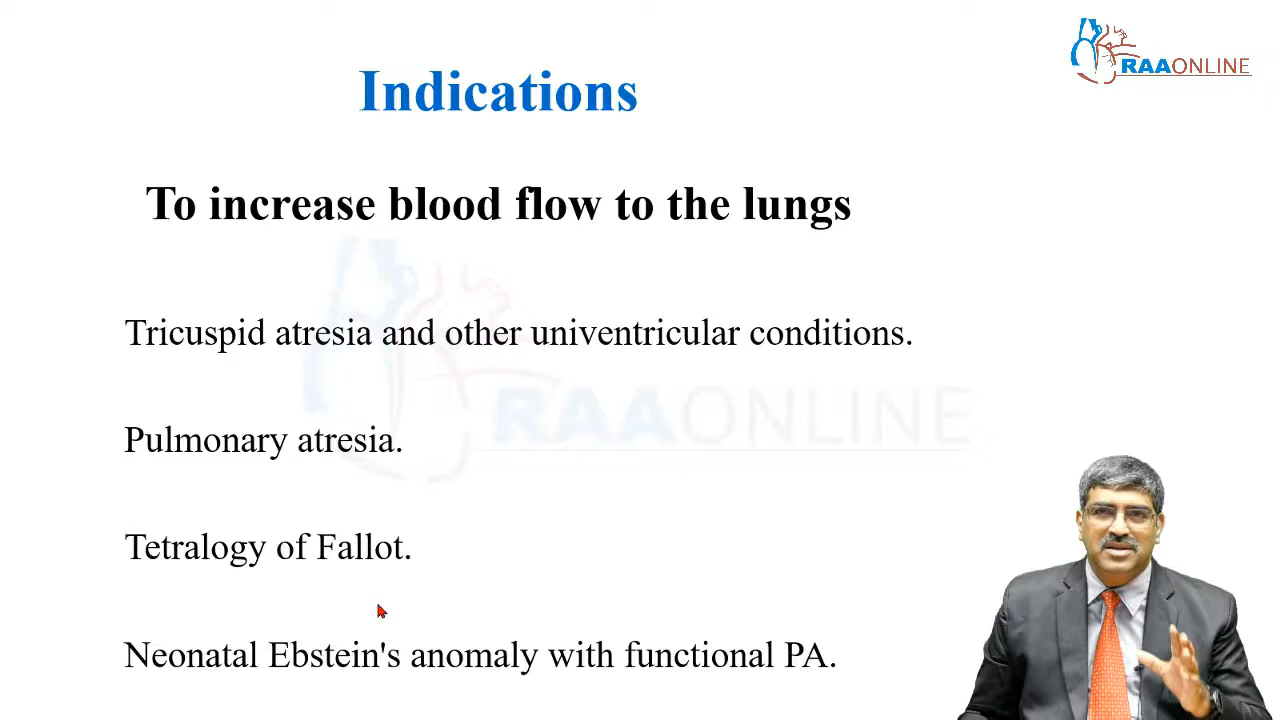 RAAONLINE
Indications
To increase blood flow to the lungs
Tricuspid atresia and other univentricular conditions.
RAAONLINE
Pulmonary atresia.
Tetralogy of Fallot.
Neonatal Ebstein's anomaly with functional PA.